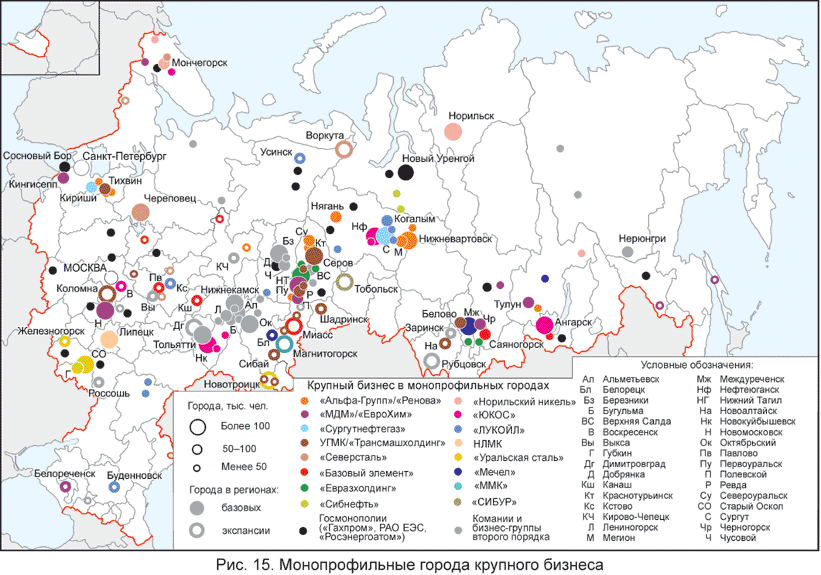 Мончегорск
Норильск
Воркута
Сосновый Бор
Санкт-Петербург
Усинск
Новый Уренгой
Кингисепп
Тихвин
Кириши
Череповец
Нягань
Когалым
Су
Нф
Бз
Кт
С
М
Нижневартовск
Нерюнгри
КЧ
Д
Серов
МОСКВА
Пв
Ч
ВС
Коломна
Кс
Нижнекамск
НТ
Тобольск
В
Вы
Пу
Р
Тулун
Кш
Ал
Л
Шадринск
Белово
Мж
Н
Дг
Чр
Железногорск
Липецк
Б
Ок
Миасс
Заринск
Ангарск
Тольятти
Бл
СО
Нк
Магнитогорск
На
Саяногорск
Г
Сибай
Рубцовск
Россошь
Новотроицк
Белореченск
Буденновск
Города, тыс. чел.
Более 100
50–100
Менее 50
Города в регионах:
базовых
экспансии
Крупный бизнес в монопрофильных городах
«Альфа-Групп»/«Ренова»
«МДМ»/«ЕвроХим»
«Сургутнефтегаз»
УГМК/«Трансмашхолдинг»
«Северсталь»
«Базовый элемент»
«Евразхолдинг»
«Сибнефть»
Госмонополии
(«Газпром», РАО ЕЭС,
«Росэнергоатом»)
«Норильский никель»
«ЮКОС»
«ЛУКОЙЛ»
НЛМК
«Уральская сталь»
«Мечел»
«ММК»
«СИБУР»
Комании и
бизнес-группы
второго порядка
Условные обозначения:
Ал Альметьевск
Бл Белорецк
Бз Березники
Б Бугульма
ВС Верхняя Салда
В Воскресенск
Вы Выкса
Г Губкин
Дг Димитровград
Д Добрянка
Кш Канаш
Кт Краснотурьинск
Кс Кстово
КЧ Кирово-Чепецк
Л Лениногорск
М Мегион
Мж Междуреченск
Нф Нефтеюганск
НГ Нижний Тагил
На Новоалтайск
Нк Новокуйбышевск
Н Новомосковск
Ок Октябрьский
Пв Павлово
Пу Первоуральск
П Полевской
Р Ревда
Су Североуральск
СО Старый Оскол
С Сургут
Чр Черногорск
Ч Чусовой
Рис. 15. Монопрофильные города крупного бизнеса